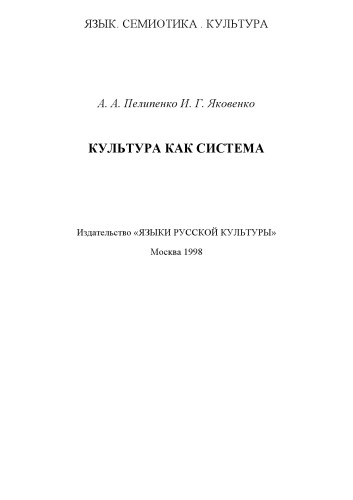 ЯЗЫК. СЕМИОТИКА . КУЛЬТУРА
А. А. Пелипенко И. Г. Яковенко
КУЛЬТУРА КАК СИСТЕМА
Издательство «ЯЗЫКИ РУССКОЙ КУЛЬТУРЫ»
Москва 1998